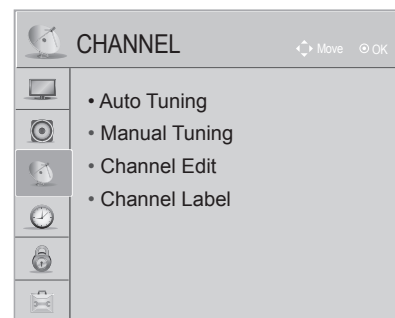 CHANNEL
Move OK
• Auto Tuning
• Manual Tuning
• Channel Edit
• Channel Label